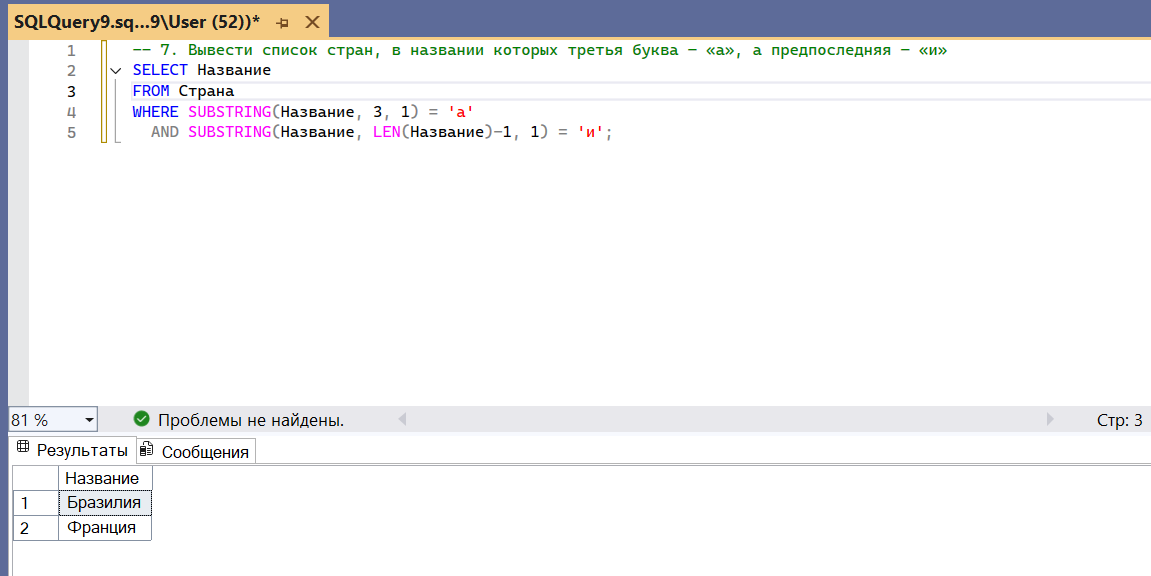 SQLQuery9.sq...9\User (52))*
1 -- 7. Вывести список стран, в названии которых третья буква – «а», а предпоследняя – «и»
2 SELECT Название
3 FROM Страна
4 WHERE SUBSTRING(Название, 3, 1) = 'а'
5 AND SUBSTRING(Название, LEN(Название)-1, 1) = 'и';
81 % Проблемы не найдены. Стр: 3
Результаты Сообщения
Название
1 Бразилия
2 Франция